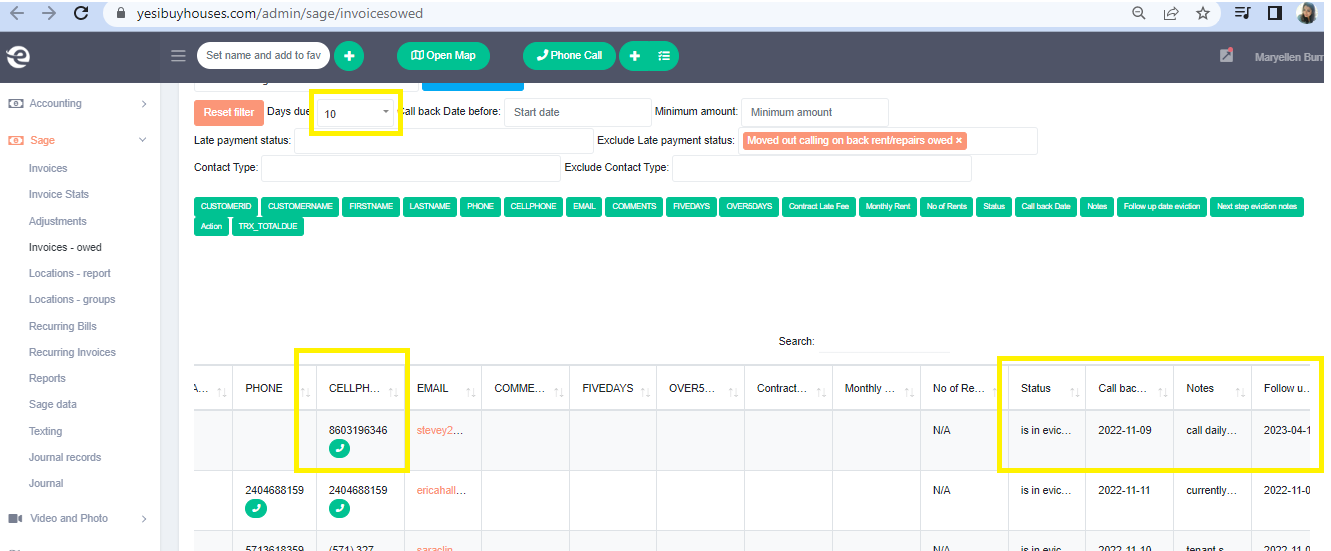 yesibuyhouses.com/admin/sage/invoicesowed
Set name and add to fav
Open Map
Phone Call
Maryellen Bum
Accounting
Sage
Invoices
Invoice Stats
Adjustments
Invoices - owed
Locations - report
Locations - groups
Recurring Bills
Recurring Invoices
Reports
Sage data
Texting
Journal records
Journal
Video and Photo
Reset filter Days due 10 Call back Date before: Start date Minimum amount: Minimum amount
Late payment status: Exclude Late payment status: Moved out calling on back rent/repairs owed ×
Contact Type: Exclude Contact Type:
CUSTOMERID CUSTOMERNAME FIRSTNAME LASTNAME PHONE CELLPHONE EMAIL COMMENTS FIVEDAYS OVER5DAYS Contract Late Fee Monthly Rent No of Rents Status Call back Date Notes Follow up date eviction Next step eviction notes
Action TRX_TOTALDUE
Search:
A... PHONE CELLPH... EMAIL COMME... FIVEDAYS OVER5... Contract... Monthly ... No of Re... Status Call bac... Notes Follow u...
8603196346 stevey2... N/A is in evic... 2022-11-09 call daily... 2023-04-1
2404688159 2404688159 ericahall... N/A is in evic... 2022-11-11 currently... 2022-11-0
5713618359 (571) 327 saraclin N/A is in evic 2022-11-10 tenant s 2022-11-0